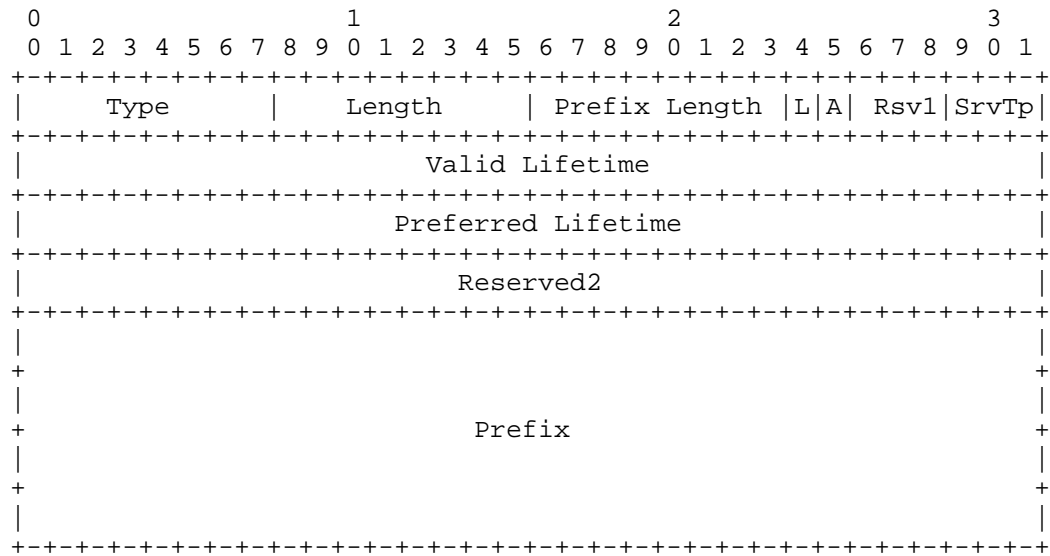 0                   1                   2                   3
 0 1 2 3 4 5 6 7 8 9 0 1 2 3 4 5 6 7 8 9 0 1 2 3 4 5 6 7 8 9 0 1
+-+-+-+-+-+-+-+-+-+-+-+-+-+-+-+-+-+-+-+-+-+-+-+-+-+-+-+-+-+-+-+-+
|     Type      |    Length     | Prefix Length |L|A| Rsv1|SrvTp|
+-+-+-+-+-+-+-+-+-+-+-+-+-+-+-+-+-+-+-+-+-+-+-+-+-+-+-+-+-+-+-+-+
|                         Valid Lifetime                        |
+-+-+-+-+-+-+-+-+-+-+-+-+-+-+-+-+-+-+-+-+-+-+-+-+-+-+-+-+-+-+-+-+
|                       Preferred Lifetime                      |
+-+-+-+-+-+-+-+-+-+-+-+-+-+-+-+-+-+-+-+-+-+-+-+-+-+-+-+-+-+-+-+-+
|                           Reserved2                           |
+-+-+-+-+-+-+-+-+-+-+-+-+-+-+-+-+-+-+-+-+-+-+-+-+-+-+-+-+-+-+-+-+
|                                                               |
+                                                               +
|                                                               |
+                            Prefix                             +
|                                                               |
+                                                               +
|                                                               |
+-+-+-+-+-+-+-+-+-+-+-+-+-+-+-+-+-+-+-+-+-+-+-+-+-+-+-+-+-+-+-+-+